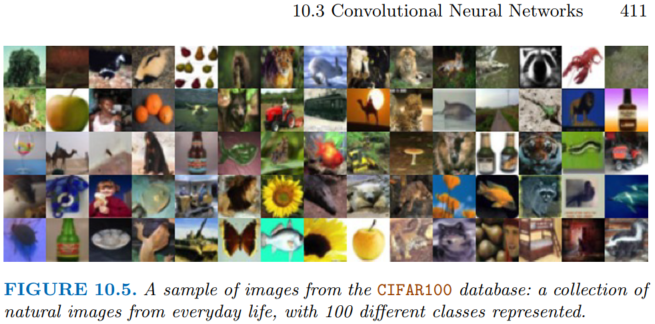 10.3 Convolutional Neural Networks 411
FIGURE 10.5. A sample of images from the CIFAR100 database: a collection of
natural images from everyday life, with 100 different classes represented.